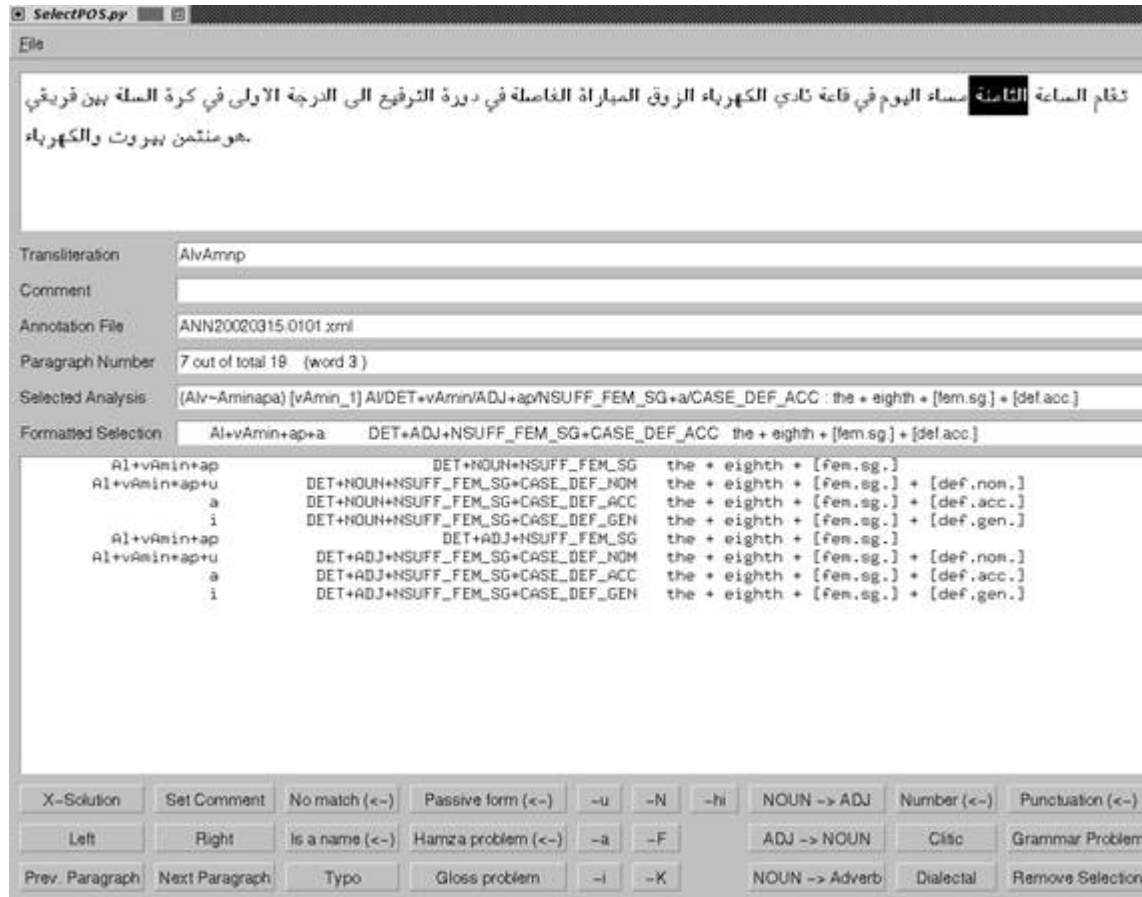 SelectPOS.py
File
تقام الساعة الثامنة مساء اليوم في قاعة نادي الكهرباء الزوق المباراة الفاصلة في دورة الترفيع الى الدرجة الاولى في كرة السلة بين فريقي
هومنتمن بيروت والكهرباء.
Transliteration AlvAmnp
Comment
Annotation File ANN20020315.0101.xml
Paragraph Number 7 out of total 19 (word 3 )
Selected Analysis (Alv~Aminapa) [vAmin_1] Al/DET+vAmin/ADJ+ap/NSUFF_FEM_SG+a/CASE_DEF_ACC : the + eighth + [fem.sg.] + [def.acc.]
Formatted Selection Al+vAmin+ap+a DET+ADJ+NSUFF_FEM_SG+CASE_DEF_ACC the + eighth + [fem.sg.] + [def.acc.]
Al+vAmin+ap DET+NOUN+NSUFF_FEM_SG the + eighth + [fem.sg.]
Al+vAmin+ap+u DET+NOUN+NSUFF_FEM_SG+CASE_DEF_NOM the + eighth + [fem.sg.] + [def.nom.]
a DET+NOUN+NSUFF_FEM_SG+CASE_DEF_ACC the + eighth + [fem.sg.] + [def.acc.]
i DET+NOUN+NSUFF_FEM_SG+CASE_DEF_GEN the + eighth + [fem.sg.] + [def.gen.]
Al+vAmin+ap DET+ADJ+NSUFF_FEM_SG the + eighth + [fem.sg.]
Al+vAmin+ap+u DET+ADJ+NSUFF_FEM_SG+CASE_DEF_NOM the + eighth + [fem.sg.] + [def.nom.]
a DET+ADJ+NSUFF_FEM_SG+CASE_DEF_ACC the + eighth + [fem.sg.] + [def.acc.]
i DET+ADJ+NSUFF_FEM_SG+CASE_DEF_GEN the + eighth + [fem.sg.] + [def.gen.]
X-Solution Set Comment No match (<-) Passive form (<-) -u -N -hi NOUN -> ADJ Number (<-) Punctuation (<-)
Left Right Is a name (<-) Hamza problem (<-) -a -F ADJ -> NOUN Clitic Grammar Problem
Prev. Paragraph Next Paragraph Typo Gloss problem -i -K NOUN -> Adverb Dialectal Remove Selection